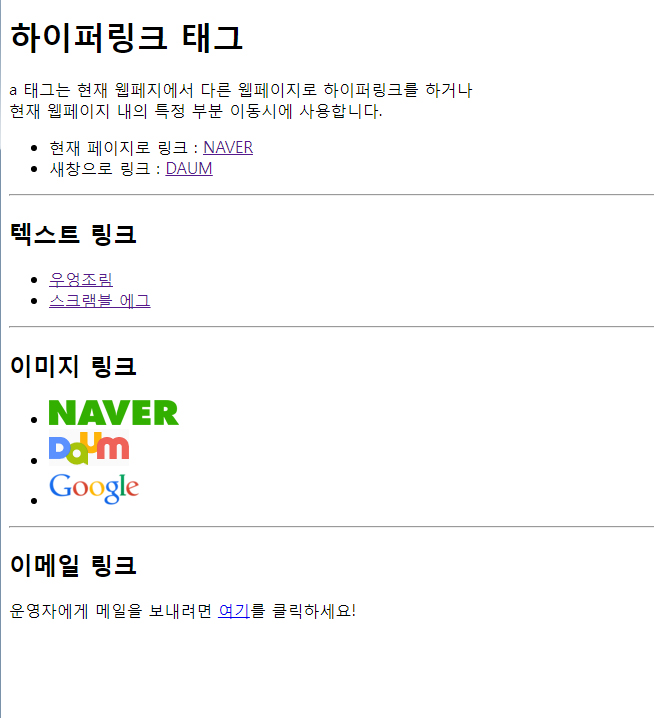 하이퍼링크 태그
a 태그는 현재 웹페지에서 다른 웹페이지로 하이퍼링크를 하거나
현재 웹페이지 내의 특정 부분 이동시에 사용합니다.
현재 페이지로 링크 : NAVER
새창으로 링크 : DAUM
텍스트 링크
우엉조림
스크램블 에그
이미지 링크
NAVER
Daum
Google
이메일 링크
운영자에게 메일을 보내려면 여기를 클릭하세요!